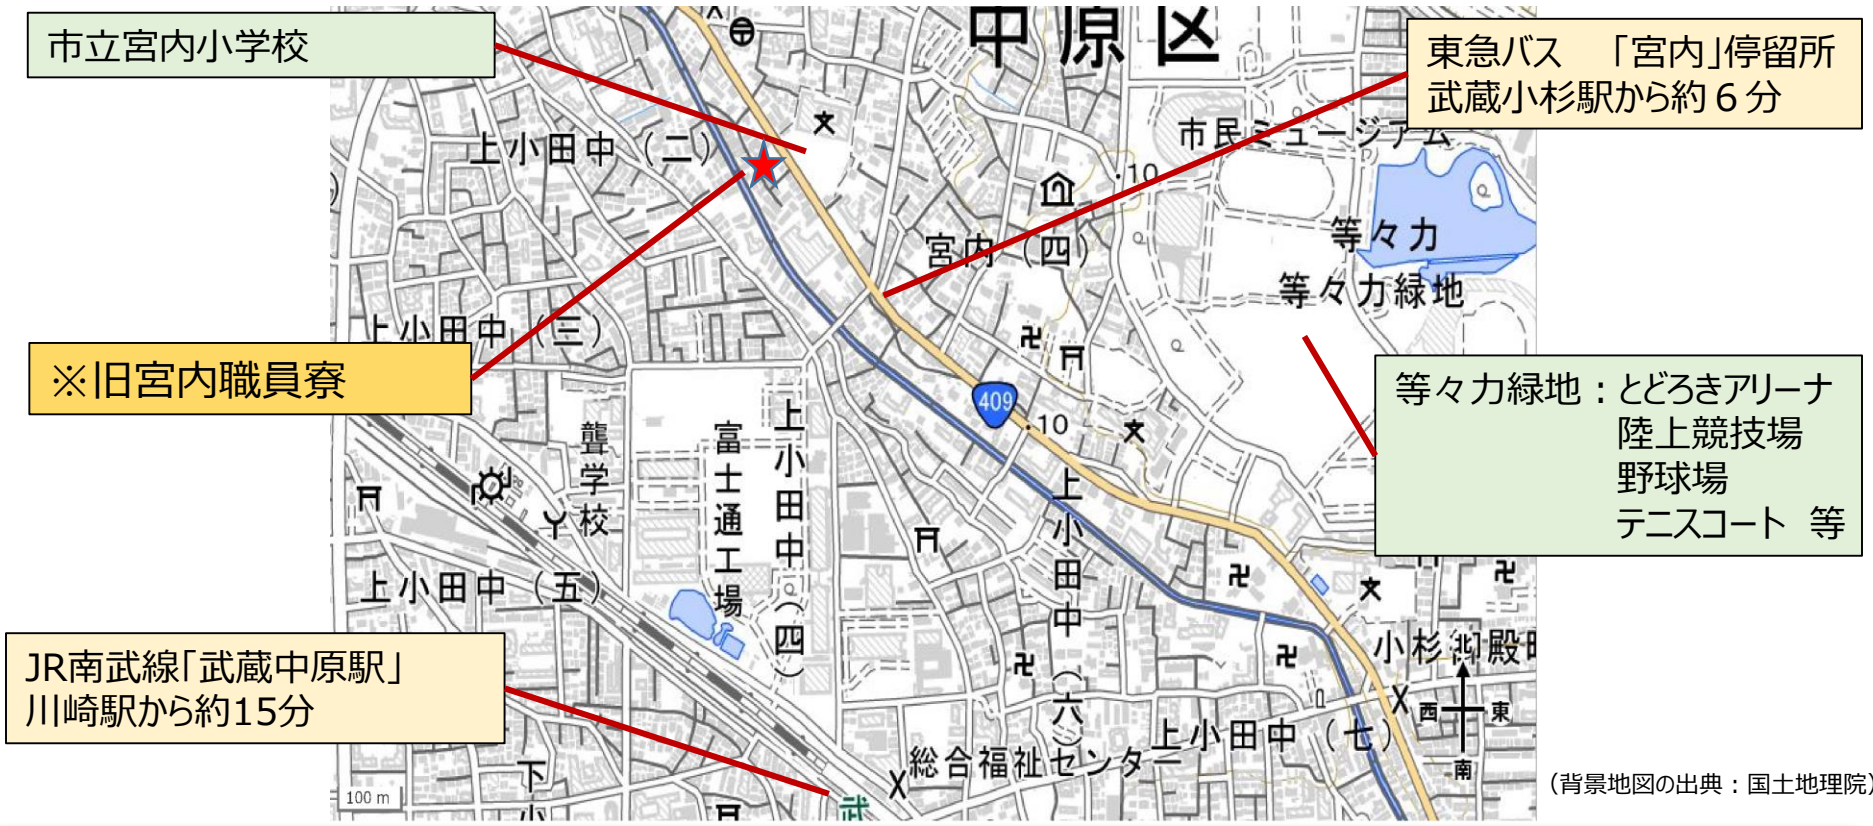 市立宮内小学校
中原区
東急バス　「宮内」停留所
武蔵小杉駅から約６分
市民ミュージアム
上小田中（二）
・10
宮内（四）
等々力
等々力緑地
上小田中（三）
※旧宮内職員寮
等々力緑地：とどろきアリーナ
陸上競技場
野球場
テニスコート　等
409
・10
聾学校
富士通工場
上小田中（四）
上小田中（六）
上小田中（五）
小杉御殿町
北
西
東
南
JR南武線「武蔵中原駅」
川崎駅から約15分
上小田中（七）
総合福祉センター
下小
武
100 m
（背景地図の出典：国土地理院）